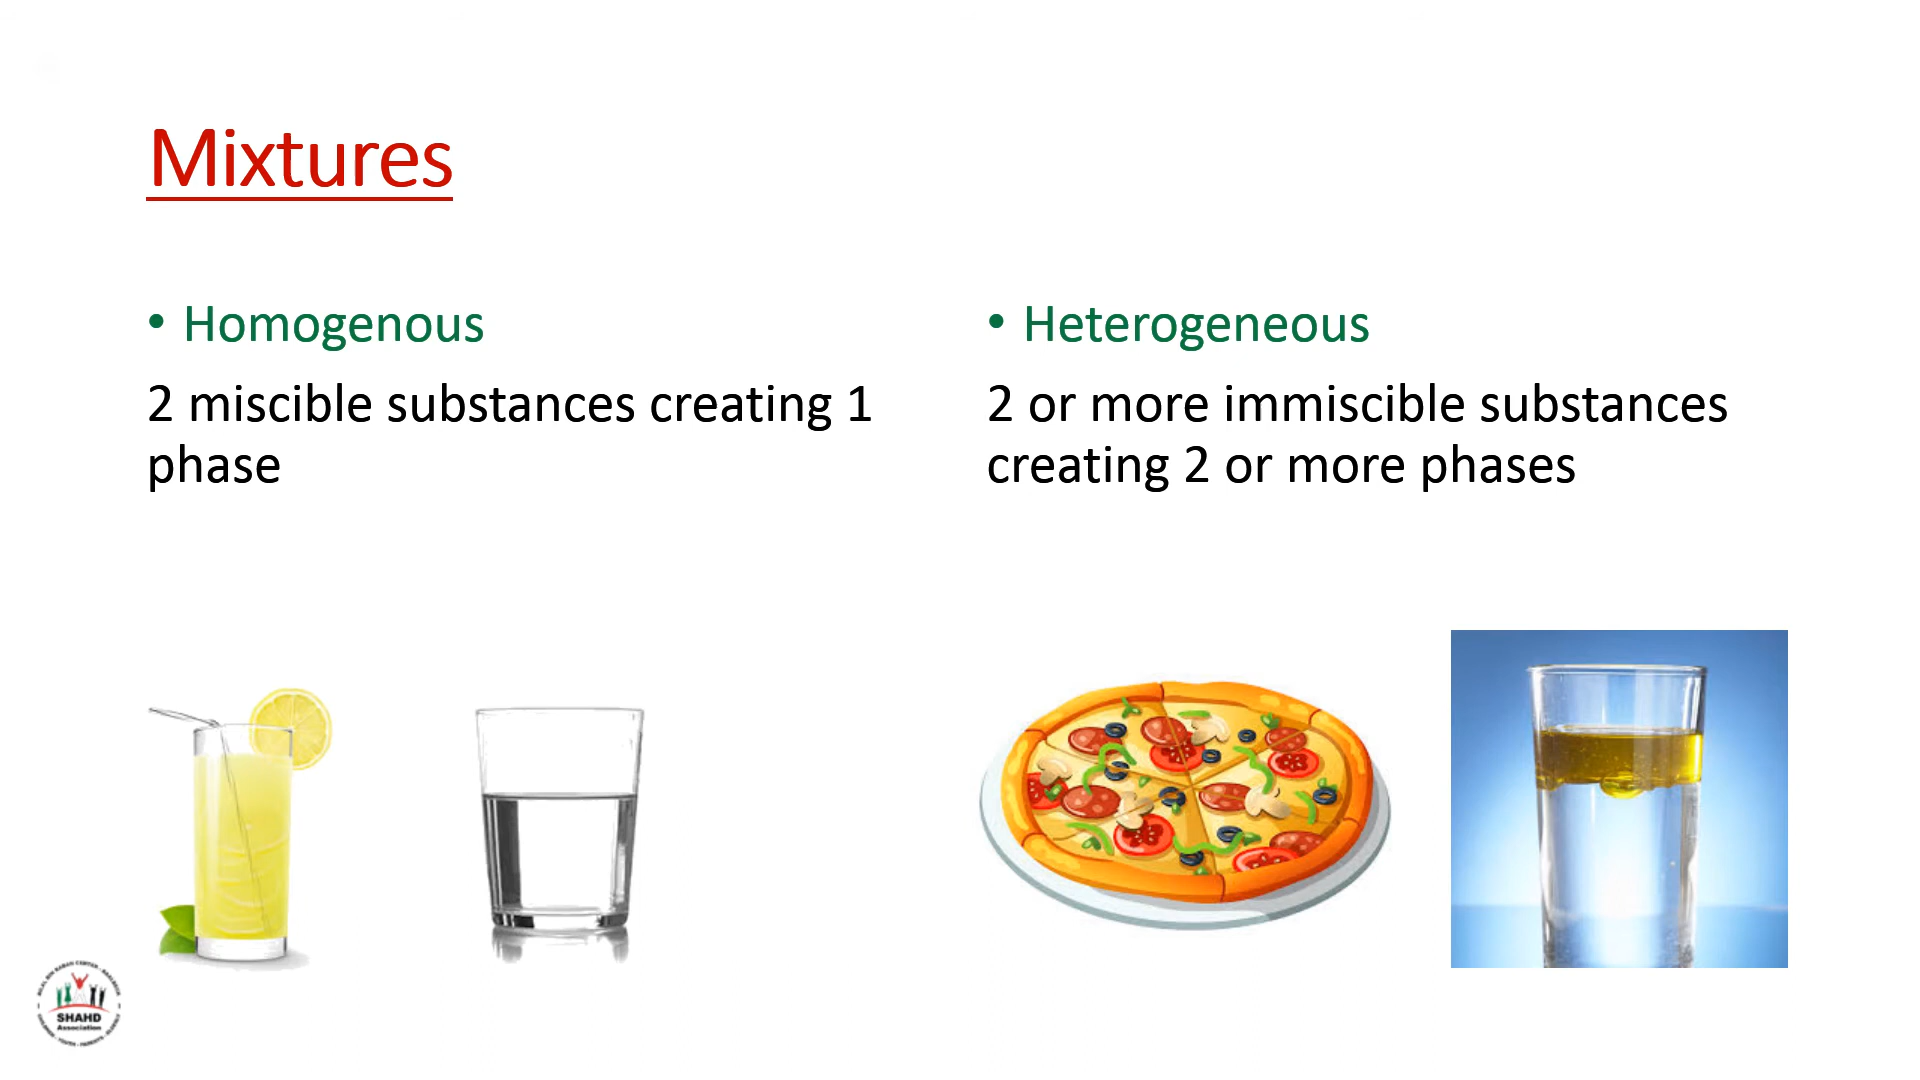 Mixtures
• Homogenous
2 miscible substances creating 1
phase
• Heterogeneous
2 or more immiscible substances
creating 2 or more phases
SHAHD
Association